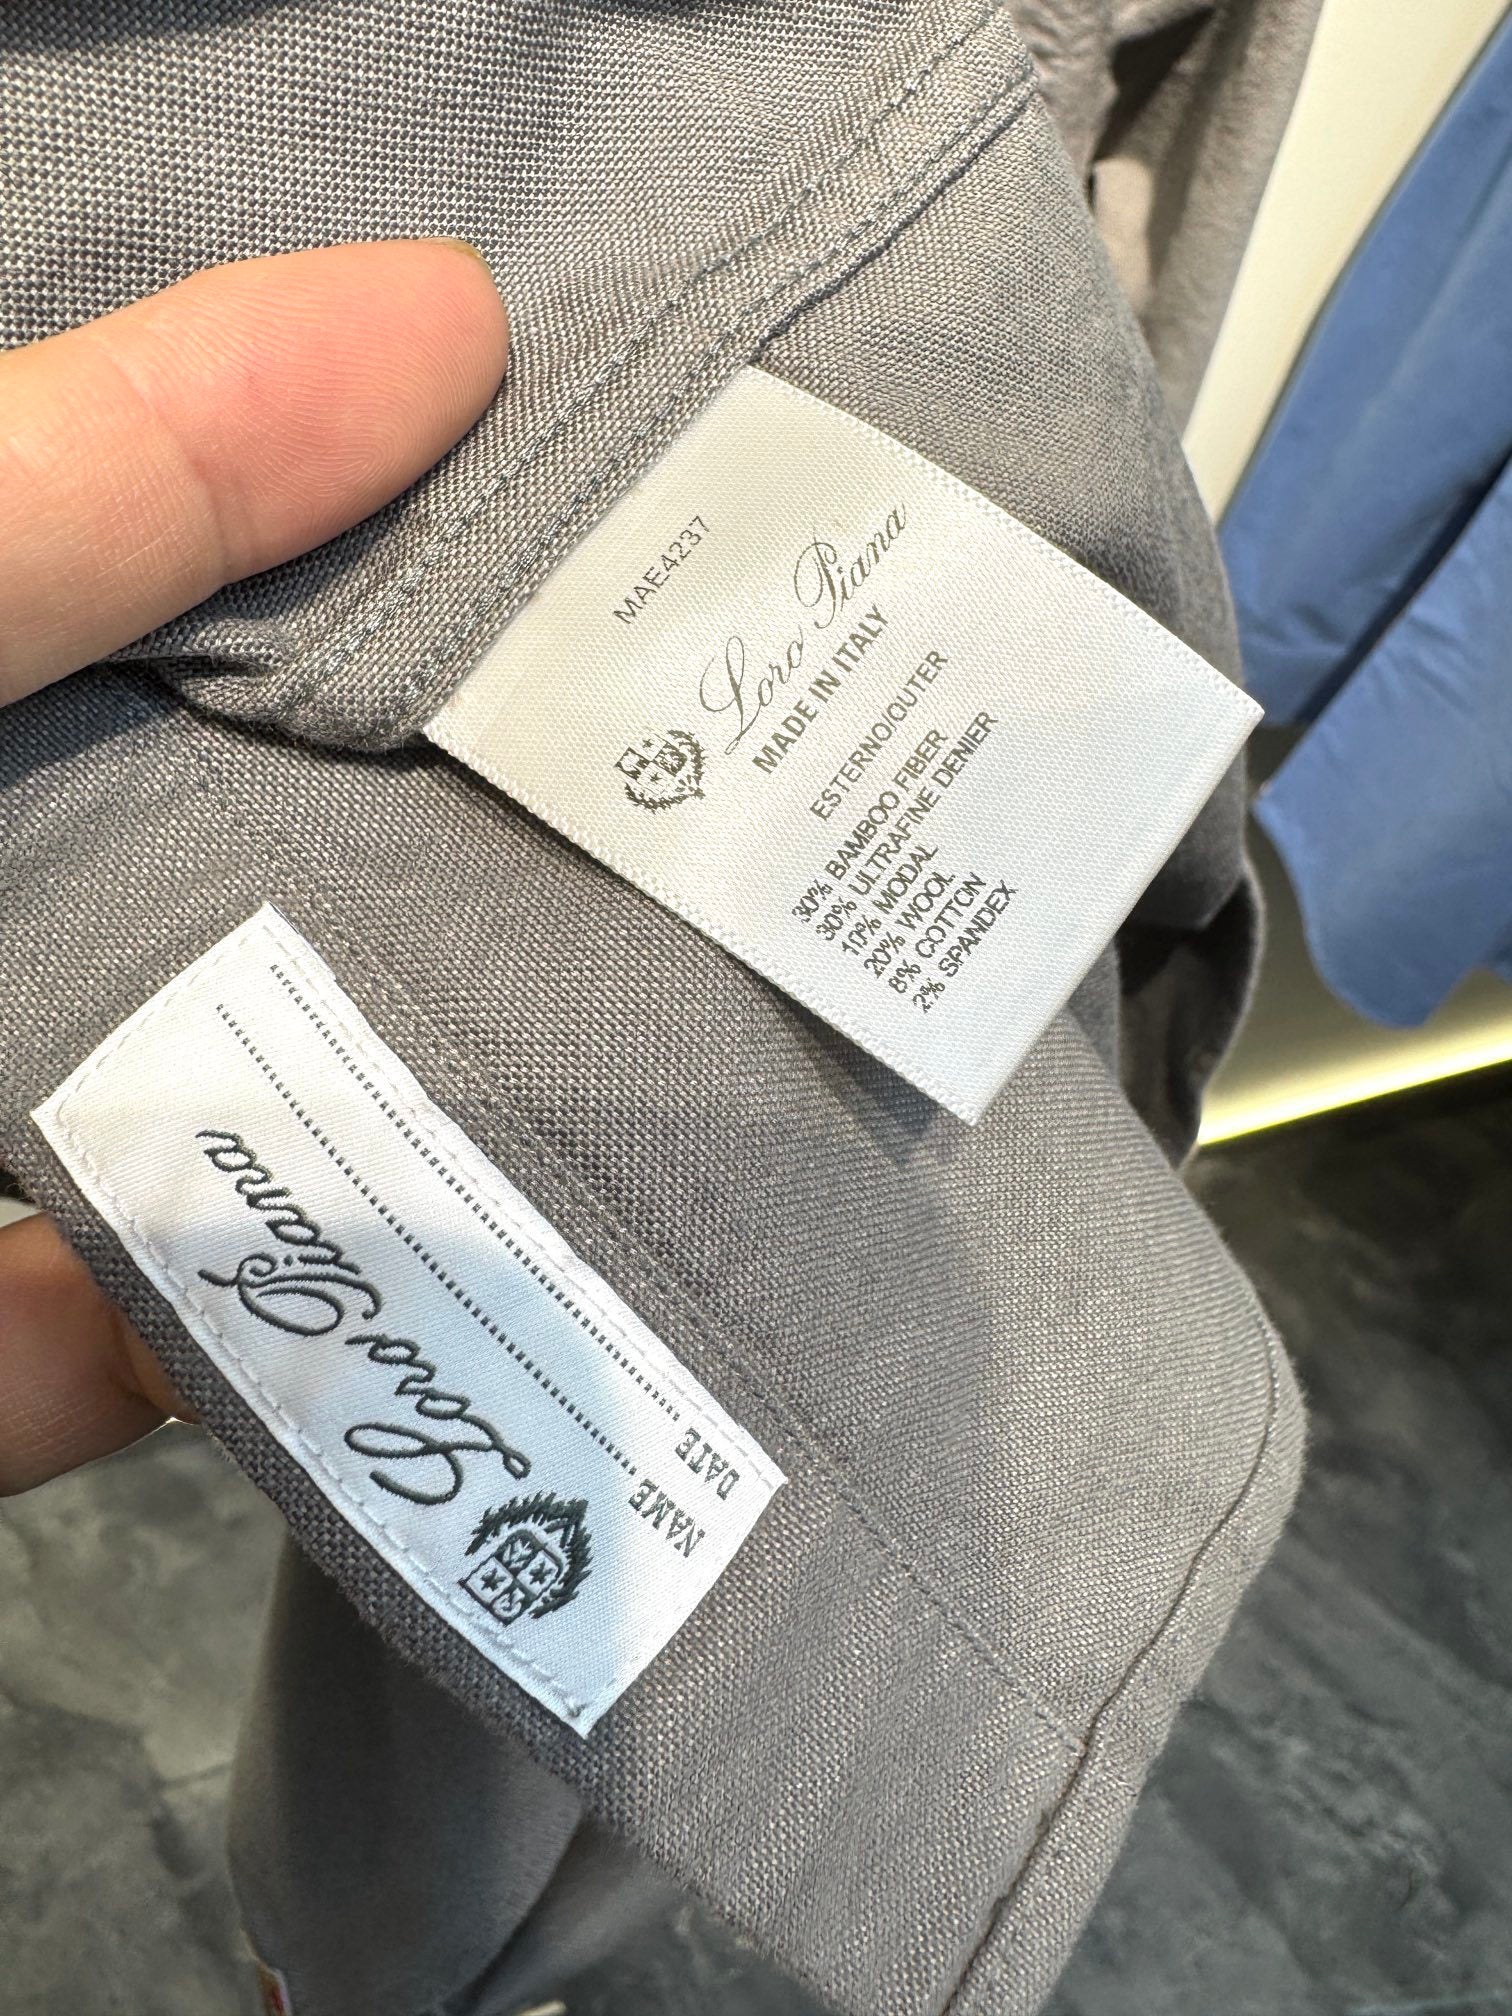 MAE4237
Loro Piana
MADE IN ITALY
ESTERNO/OUTER
30% BAMBOO FIBER
30% ULTRAFINE DENIER
10% MODAL
20% WOOL
8% COTTON
2% SPANDEX
Loro Piana
NAME
DATE